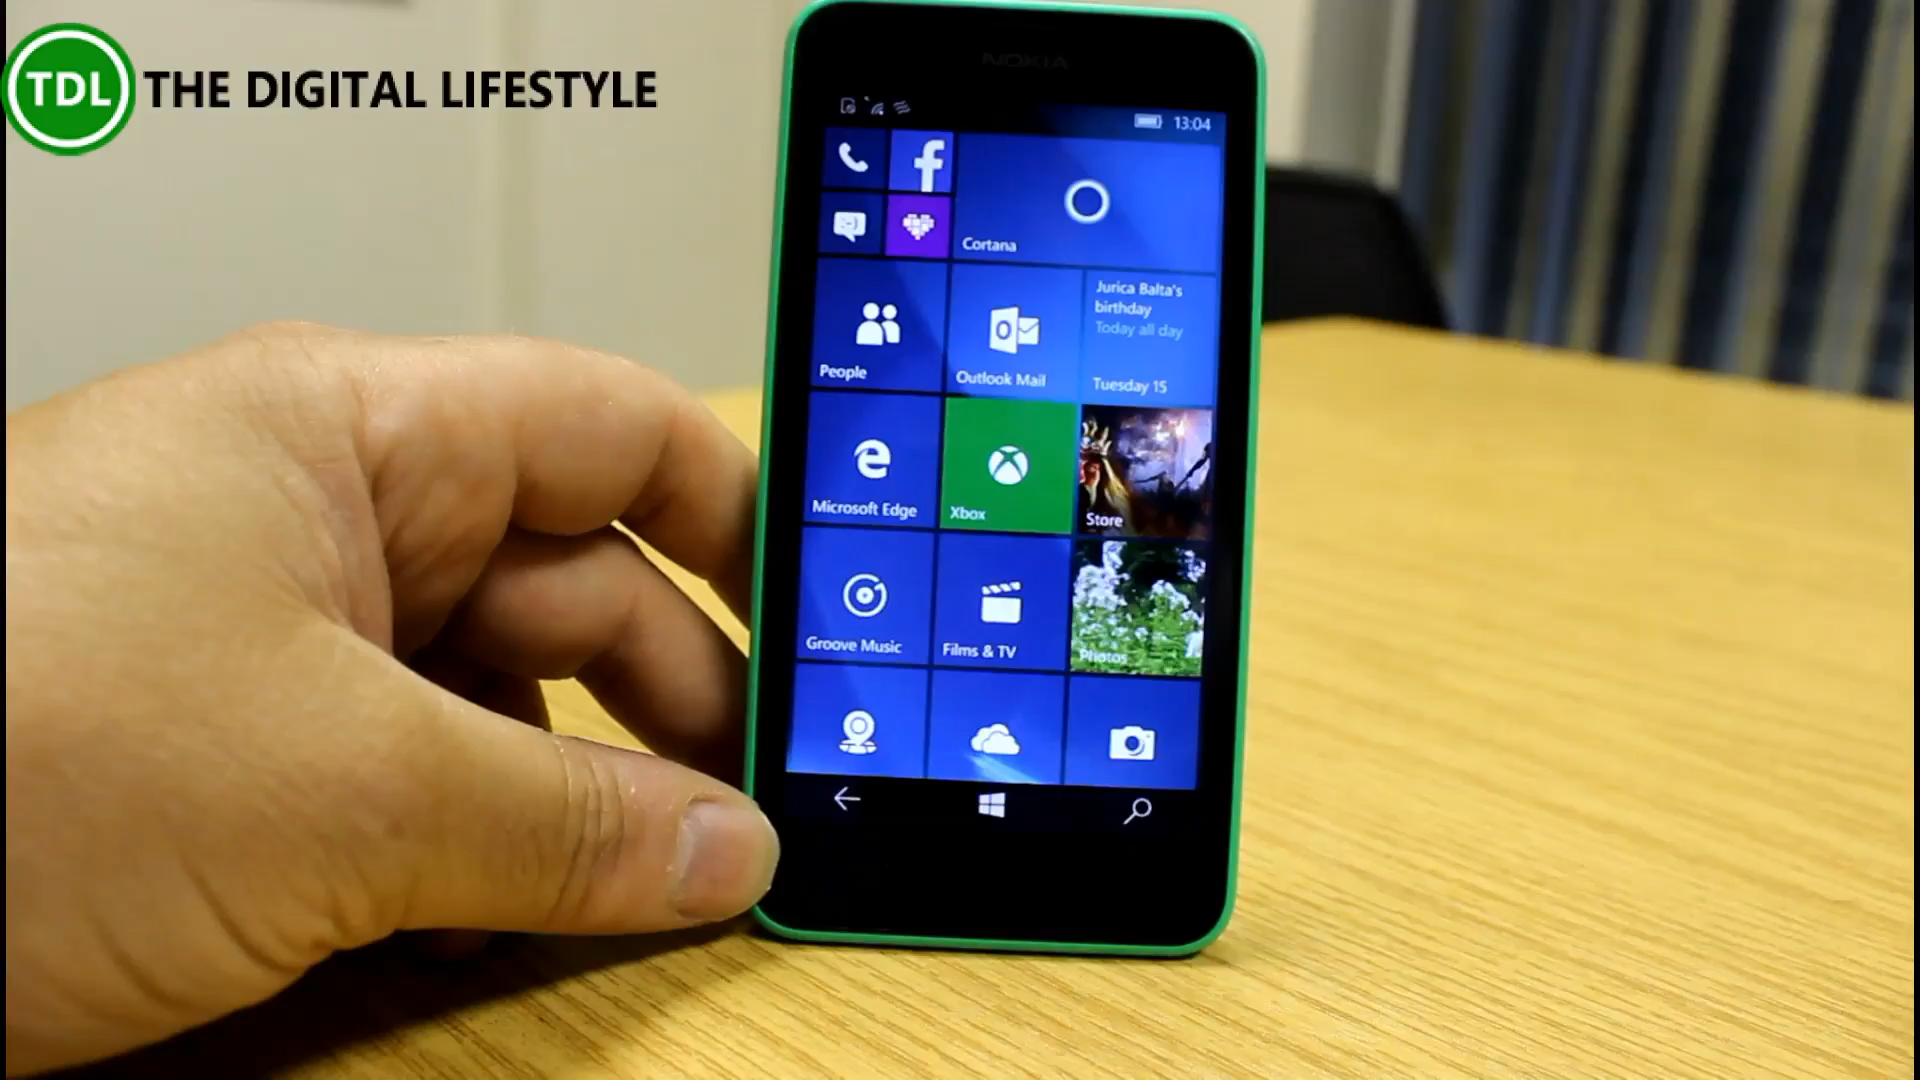 TDL THE DIGITAL LIFESTYLE
NOKIA
13:04
Cortana
People
Outlook Mail
Jurica Balta's
birthday
Today all day
Tuesday 15
Microsoft Edge
Xbox
Store
Groove Music
Films & TV
Photos